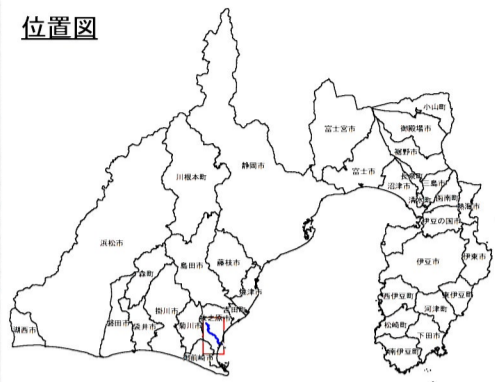 位置図
小山町
御殿場市
富士宮市
裾野市
静岡市
富士市
長泉町
三島市
沼津市
川根本町
清水町
函南町
熱海市
伊豆の国市
浜松市
島田市
藤枝市
伊豆市
伊東市
森町
焼津市
西伊豆町
東伊豆町
吉田町
掛川市
河津町
牧之原市
磐田市
袋井市
菊川市
湖西市
松崎町
下田市
御前崎市
南伊豆町